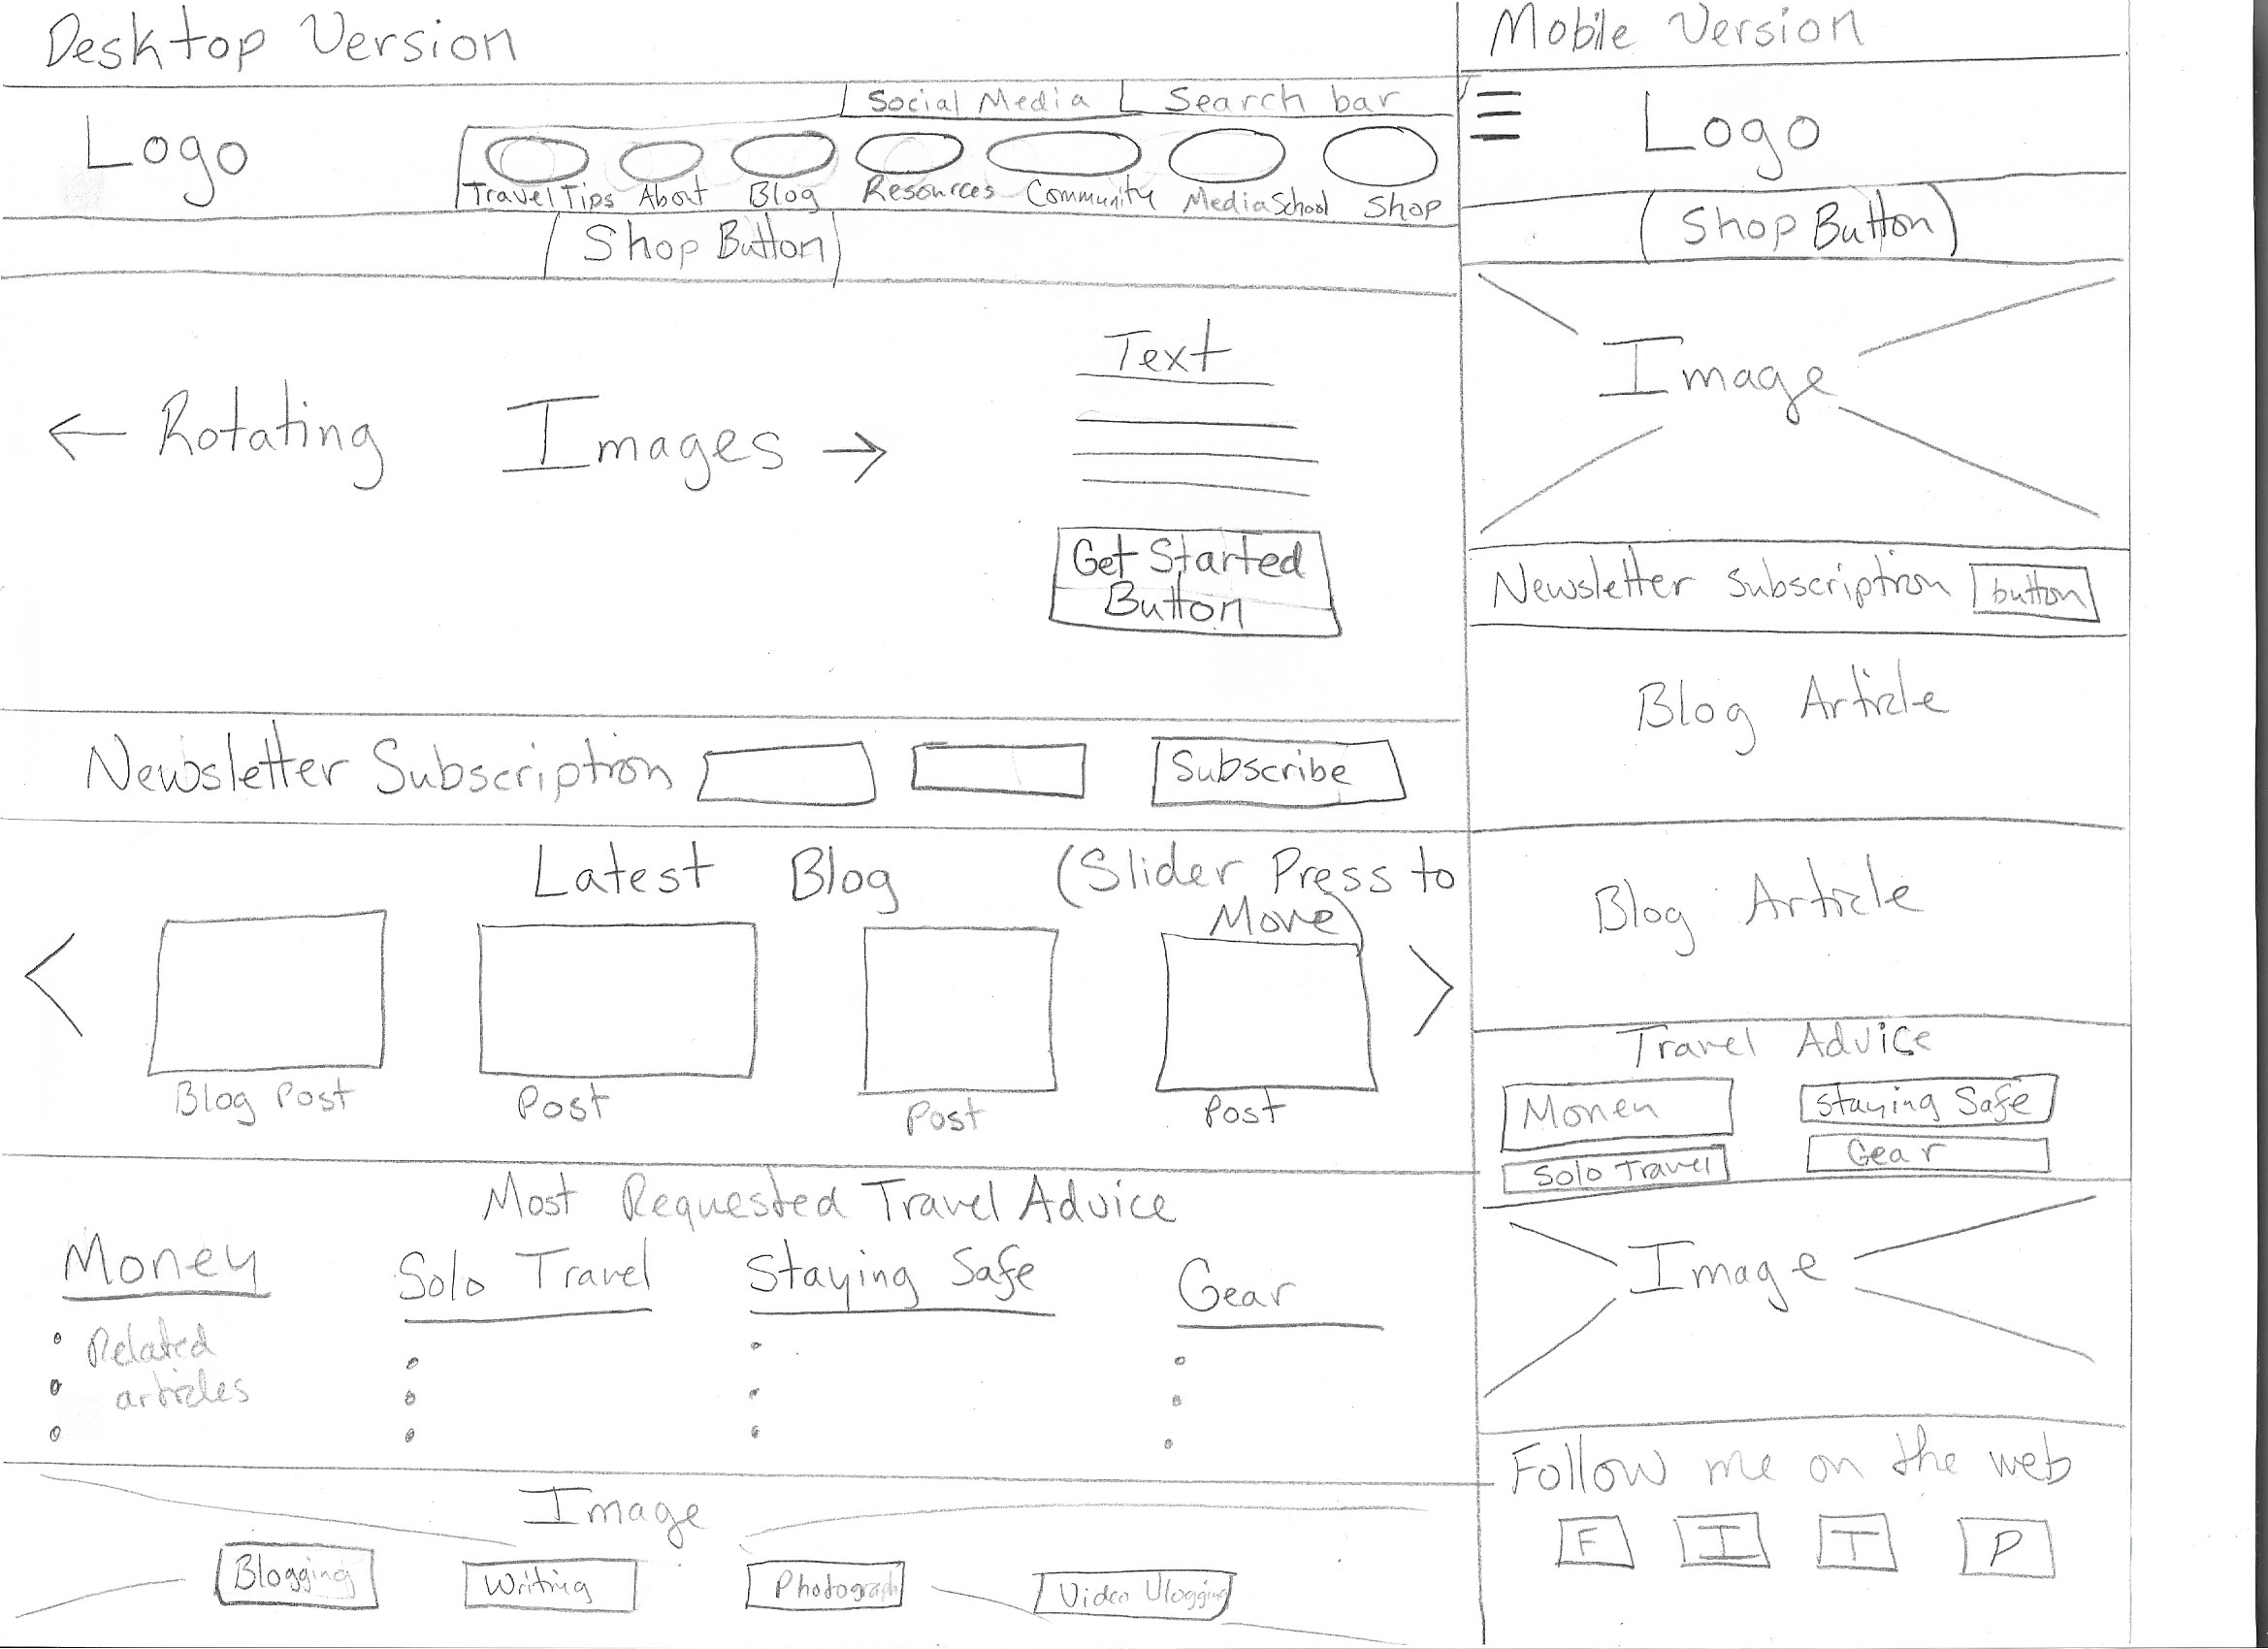 Desktop Version
Social Media
Search bar
Logo
Travel Tips
About
Blog
Resources
Community
Media School
Shop
Shop Button
Text
← Rotating Images →
Get Started
Button
Newsletter Subscription
Subscribe
Latest Blog
(Slider Press to
Move)
<
>
Blog Post
Post
Post
Post
Most Requested Travel Advice
Money
Solo Travel
Staying Safe
Gear
• Related
• articles
Image
Blogging
Writing
Photograph
Video Vlogging
Mobile Version
Logo
(Shop Button)
Image
Newsletter Subscription
button
Blog Article
Blog Article
Travel Advice
Money
Staying Safe
Solo Travel
Gear
Image
Follow me on the web
F
I
T
P